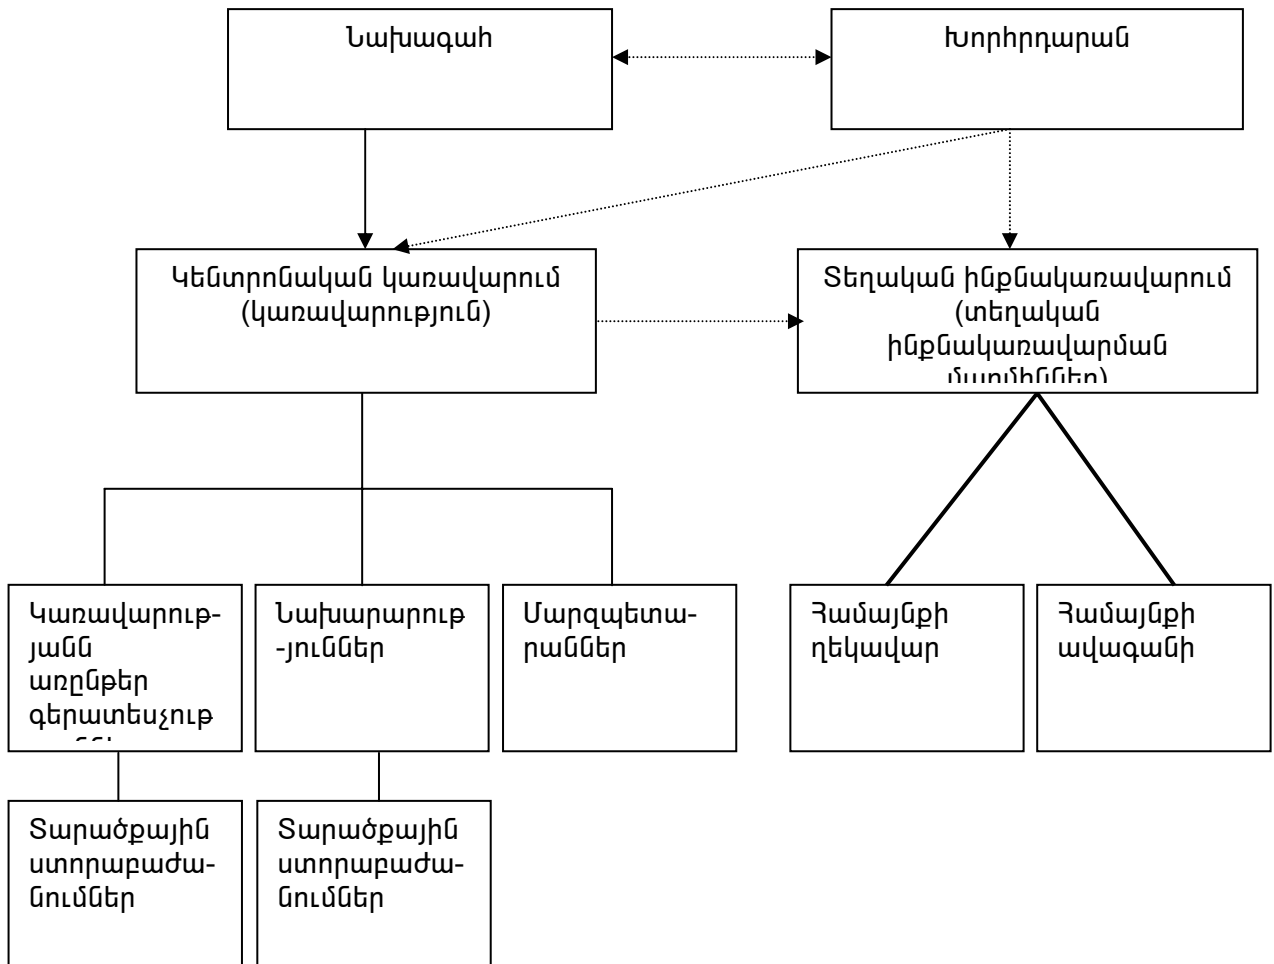 Նախագահ
Խորհրդարան
Կենտրոնական կառավարում
(կառավարություն)
Տեղական ինքնակառավարում
(տեղական
ինքնակառավարման
մարմիններ)
Կառավարութ-
յանն
առընթեր
գերատեսչութ
Նախարարութ
-յուններ
Մարզպետա-
րաններ
Համայնքի
ղեկավար
Համայնքի
ավագանի
Տարածքային
ստորաբաժա-
նումներ
Տարածքային
ստորաբաժա-
նումներ